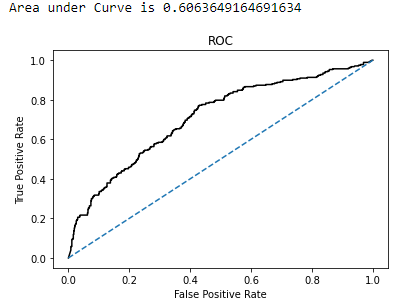 Area under Curve is 0.6063649164691634
ROC
1.0
0.8
0.6
0.4
0.2
0.0
True Positive Rate
0.0 0.2 0.4 0.6 0.8 1.0
False Positive Rate